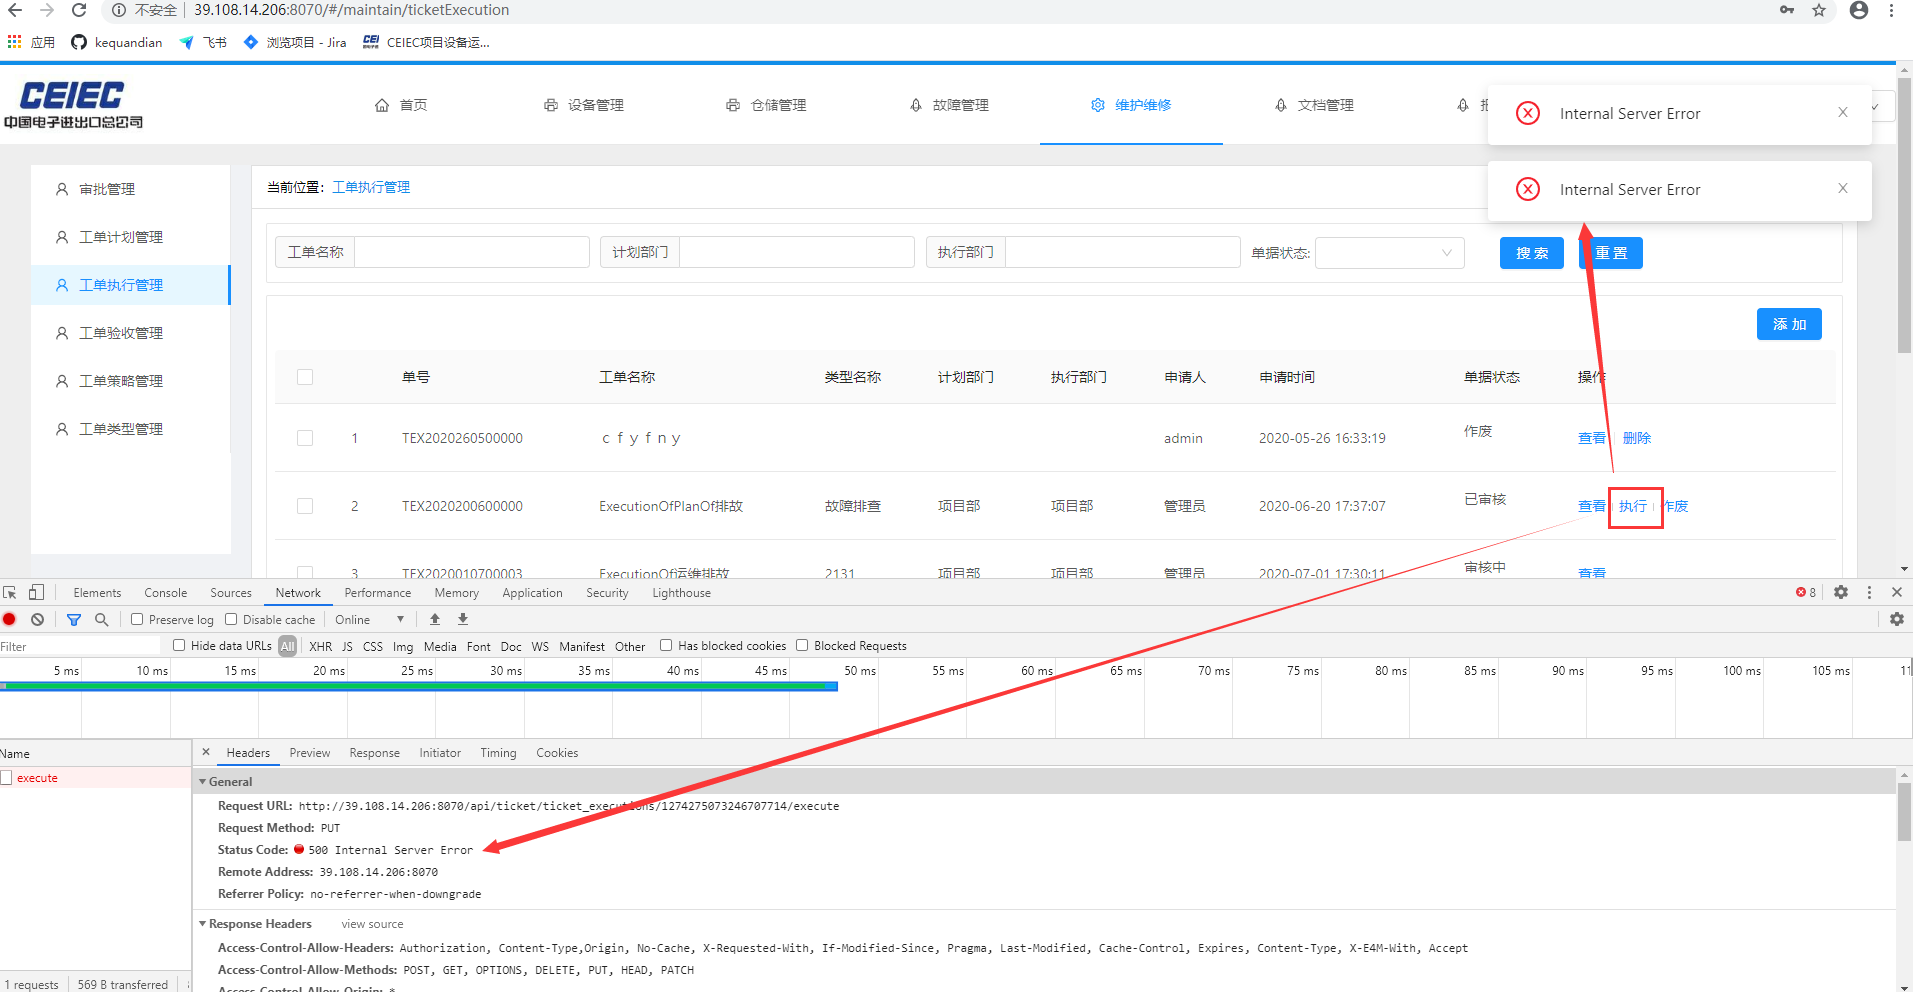 不安全 39.108.14.206:8070/#/maintain/ticketExecution
应用 kequandian 飞书 浏览项目 - Jira CEIEC项目设备运...
CEIEC
中国电子进出口总公司
首页 设备管理 仓储管理 故障管理 维护维修 文档管理
Internal Server Error
Internal Server Error
审批管理
工单计划管理
工单执行管理
工单验收管理
工单策略管理
工单类型管理
当前位置: 工单执行管理
工单名称 计划部门 执行部门 单据状态: 搜 索 重 置
添 加
单号 工单名称 类型名称 计划部门 执行部门 申请人 申请时间 单据状态 操作
1 TEX2020260500000 ｃｆｙｆｎｙ admin 2020-05-26 16:33:19 作废 查看 删除
2 TEX2020200600000 ExecutionOfPlanOf排故 故障排查 项目部 项目部 管理员 2020-06-20 17:37:07 已审核 查看 执行 作废
3 TEX2020010700003 ExecutionOf运维排故 2131 项目部 项目部 管理员 2020-07-01 17:30:11 审核中 查看
Elements Console Sources Network Performance Memory Application Security Lighthouse 8
Preserve log Disable cache Online
Filter Hide data URLs All XHR JS CSS Img Media Font Doc WS Manifest Other Has blocked cookies Blocked Requests
5 ms 10 ms 15 ms 20 ms 25 ms 30 ms 35 ms 40 ms 45 ms 50 ms 55 ms 60 ms 65 ms 70 ms 75 ms 80 ms 85 ms 90 ms 95 ms 100 ms 105 ms 11
Name
execute
1 requests 569 B transferred
Headers Preview Response Initiator Timing Cookies
General
Request URL: http://39.108.14.206:8070/api/ticket/ticket_executions/1274275073246707714/execute
Request Method: PUT
Status Code: 500 Internal Server Error
Remote Address: 39.108.14.206:8070
Referrer Policy: no-referrer-when-downgrade
Response Headers view source
Access-Control-Allow-Headers: Authorization, Content-Type,Origin, No-Cache, X-Requested-With, If-Modified-Since, Pragma, Last-Modified, Cache-Control, Expires, Content-Type, X-E4M-With, Accept
Access-Control-Allow-Methods: POST, GET, OPTIONS, DELETE, PUT, HEAD, PATCH
Access-Control-Allow-Origin: *